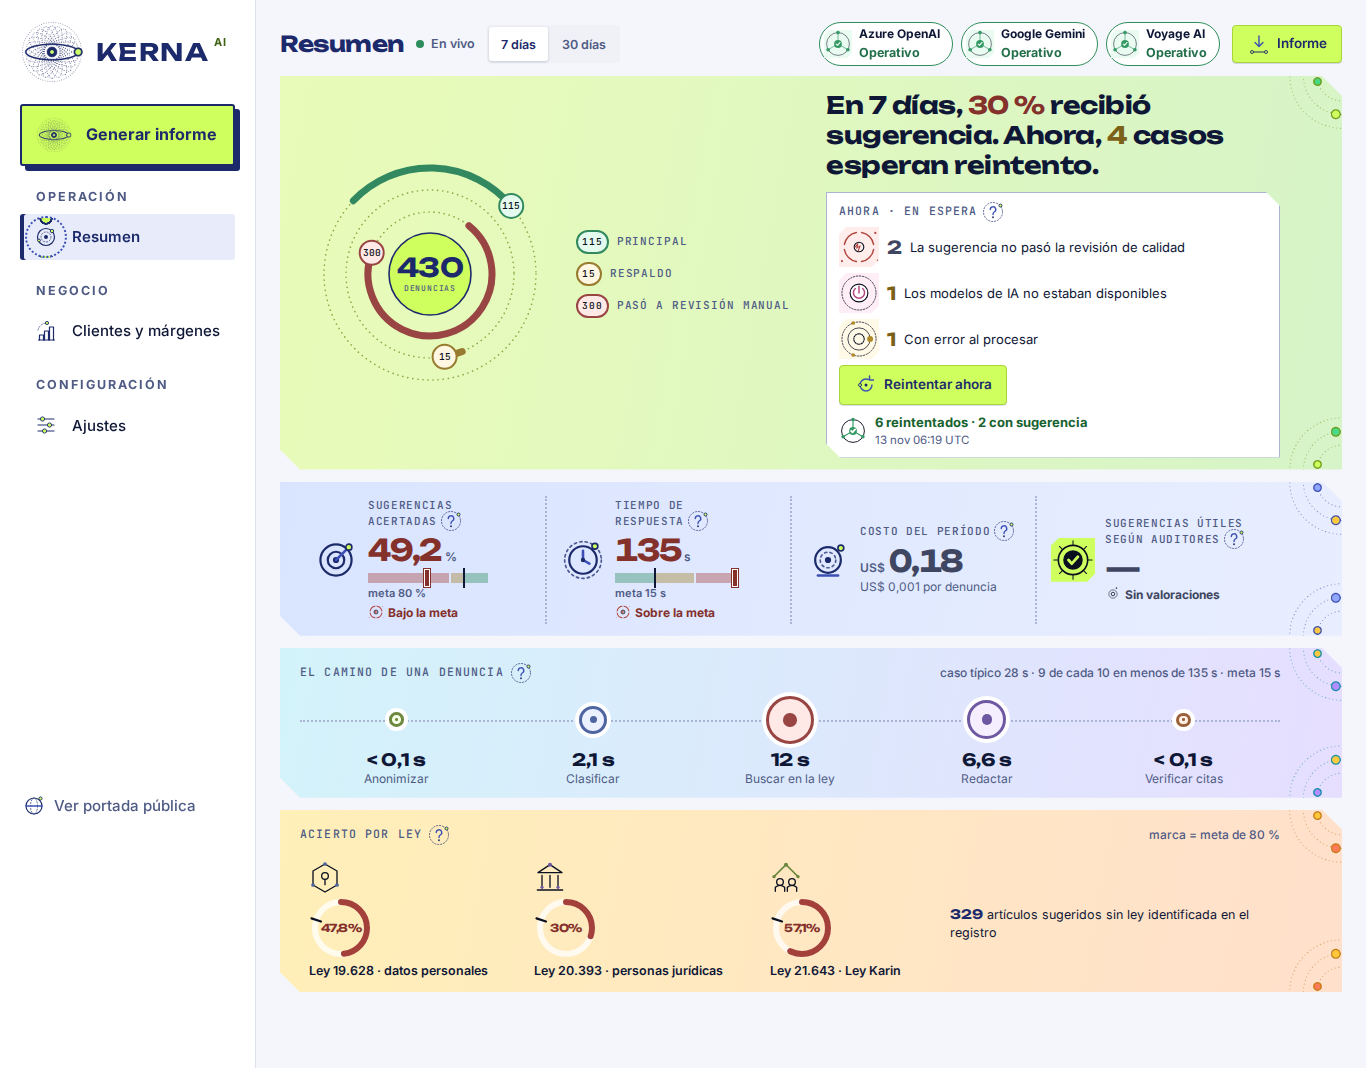 KERNA AI
Generar informe
OPERACIÓN
Resumen
NEGOCIO
Clientes y márgenes
CONFIGURACIÓN
Ajustes
Ver portada pública
Resumen
En vivo
7 días
30 días
Azure OpenAI
Operativo
Google Gemini
Operativo
Voyage AI
Operativo
Informe
430
DENUNCIAS
115
300
15
115 PRINCIPAL
15 RESPALDO
300 PASÓ A REVISIÓN MANUAL
En 7 días, 30 % recibió
sugerencia. Ahora, 4 casos
esperan reintento.
AHORA · EN ESPERA ?
2 La sugerencia no pasó la revisión de calidad
1 Los modelos de IA no estaban disponibles
1 Con error al procesar
Reintentar ahora
6 reintentados · 2 con sugerencia
13 nov 06:19 UTC
SUGERENCIAS
ACERTADAS ?
49,2 %
meta 80 %
Bajo la meta
TIEMPO DE
RESPUESTA ?
135 s
meta 15 s
Sobre la meta
COSTO DEL PERÍODO ?
US$ 0,18
US$ 0,001 por denuncia
SUGERENCIAS ÚTILES
SEGÚN AUDITORES ?
—
Sin valoraciones
EL CAMINO DE UNA DENUNCIA ?
caso típico 28 s · 9 de cada 10 en menos de 135 s · meta 15 s
< 0,1 s
Anonimizar
2,1 s
Clasificar
12 s
Buscar en la ley
6,6 s
Redactar
< 0,1 s
Verificar citas
ACIERTO POR LEY ?
marca = meta de 80 %
47,8%
Ley 19.628 · datos personales
30%
Ley 20.393 · personas jurídicas
57,1%
Ley 21.643 · Ley Karin
329 artículos sugeridos sin ley identificada en el
registro